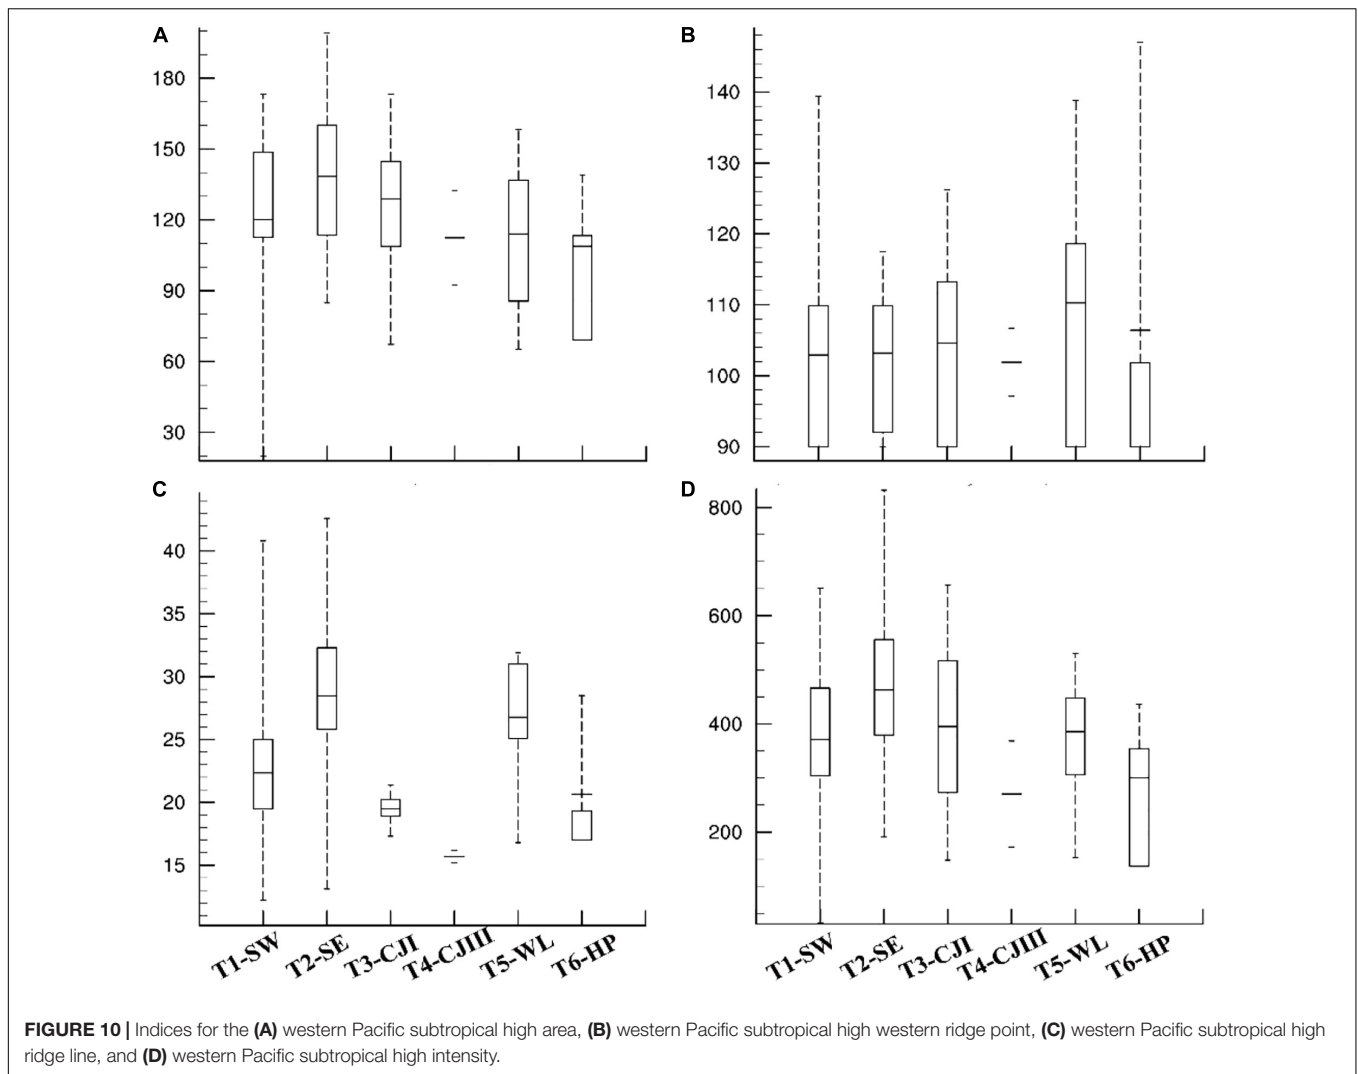 A
180
150
120
90
60
30
B
140
130
120
110
100
90
C
40
35
30
25
20
15
T1-SW T2-SE T3-CJI T4-CJIII T5-WL T6-HP
D
800
600
400
200
T1-SW T2-SE T3-CJI T4-CJIII T5-WL T6-HP
FIGURE 10 | Indices for the (A) western Pacific subtropical high area, (B) western Pacific subtropical high western ridge point, (C) western Pacific subtropical high
ridge line, and (D) western Pacific subtropical high intensity.